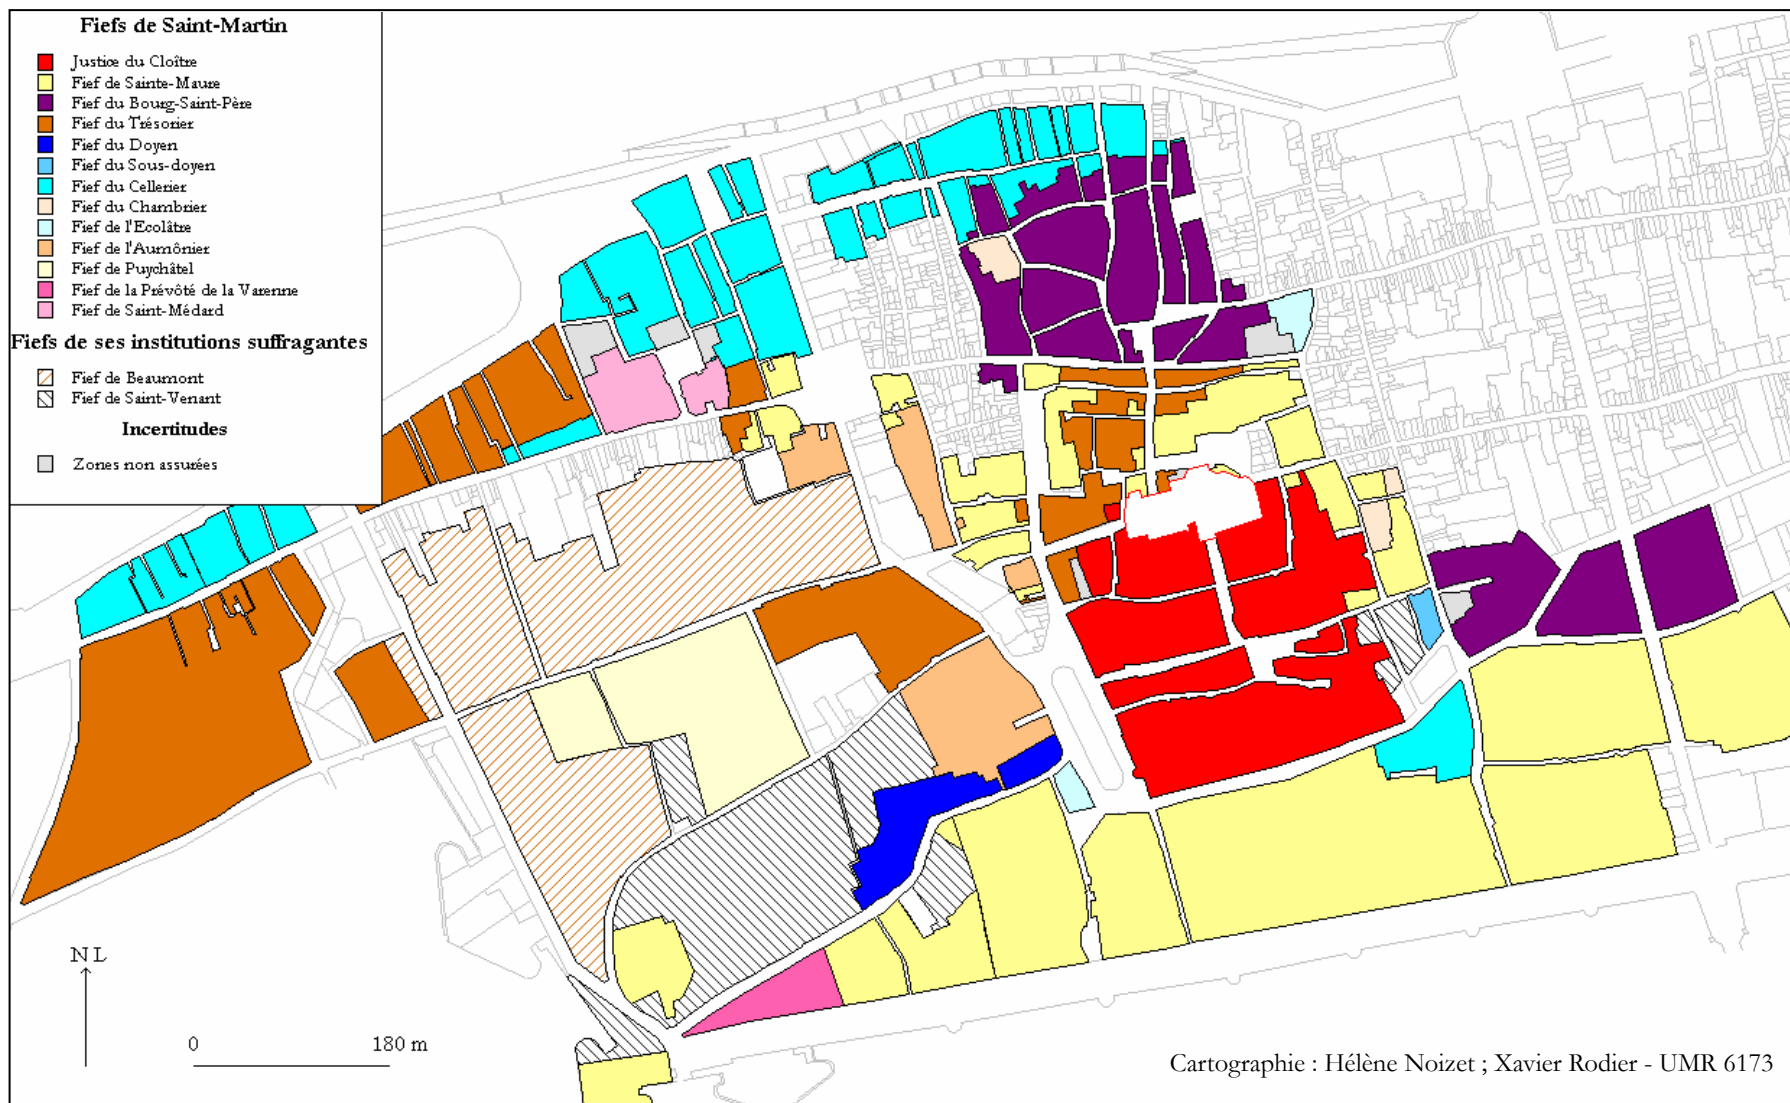 Fiefs de Saint-Martin
Justice du Cloître
Fief de Sainte-Maure
Fief du Bourg-Saint-Père
Fief du Trésorier
Fief du Doyen
Fief du Sous-doyen
Fief du Cellerier
Fief du Chambrier
Fief de l'Ecolâtre
Fief de l'Aumônier
Fief de Puychâtel
Fief de la Prévôté de la Varenne
Fief de Saint-Médard
Fiefs de ses institutions suffragantes
Fief de Beaumont
Fief de Saint-Venant
Incertitudes
Zones non assurées
N L
0 180 m
Cartographie : Hélène Noizet ; Xavier Rodier - UMR 6173